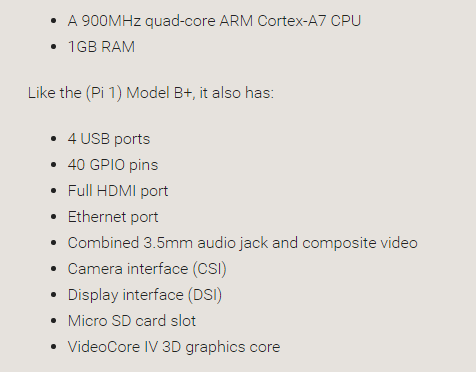 • A 900MHz quad-core ARM Cortex-A7 CPU
• 1GB RAM
Like the (Pi 1) Model B+, it also has:
• 4 USB ports
• 40 GPIO pins
• Full HDMI port
• Ethernet port
• Combined 3.5mm audio jack and composite video
• Camera interface (CSI)
• Display interface (DSI)
• Micro SD card slot
• VideoCore IV 3D graphics core